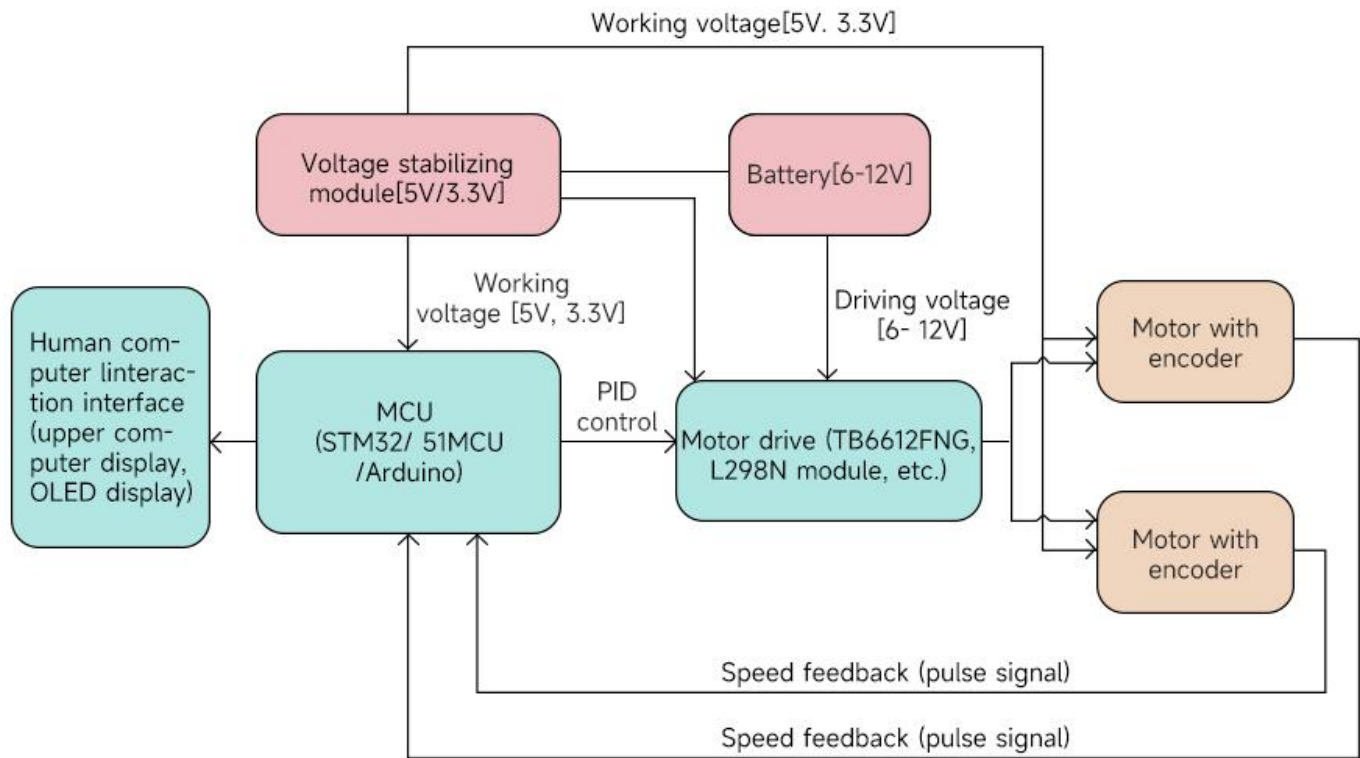 Working voltage[5V. 3.3V]
Voltage stabilizing
module[5V/3.3V]
Battery[6-12V]
Working
voltage [5V, 3.3V]
Driving voltage
[6- 12V]
Human com-
puter linterac-
tion interface
(upper com-
puter display,
OLED display)
MCU
(STM32/ 51MCU
/Arduino)
PID
control
Motor drive (TB6612FNG,
L298N module, etc.)
Motor with
encoder
Motor with
encoder
Speed feedback (pulse signal)
Speed feedback (pulse signal)